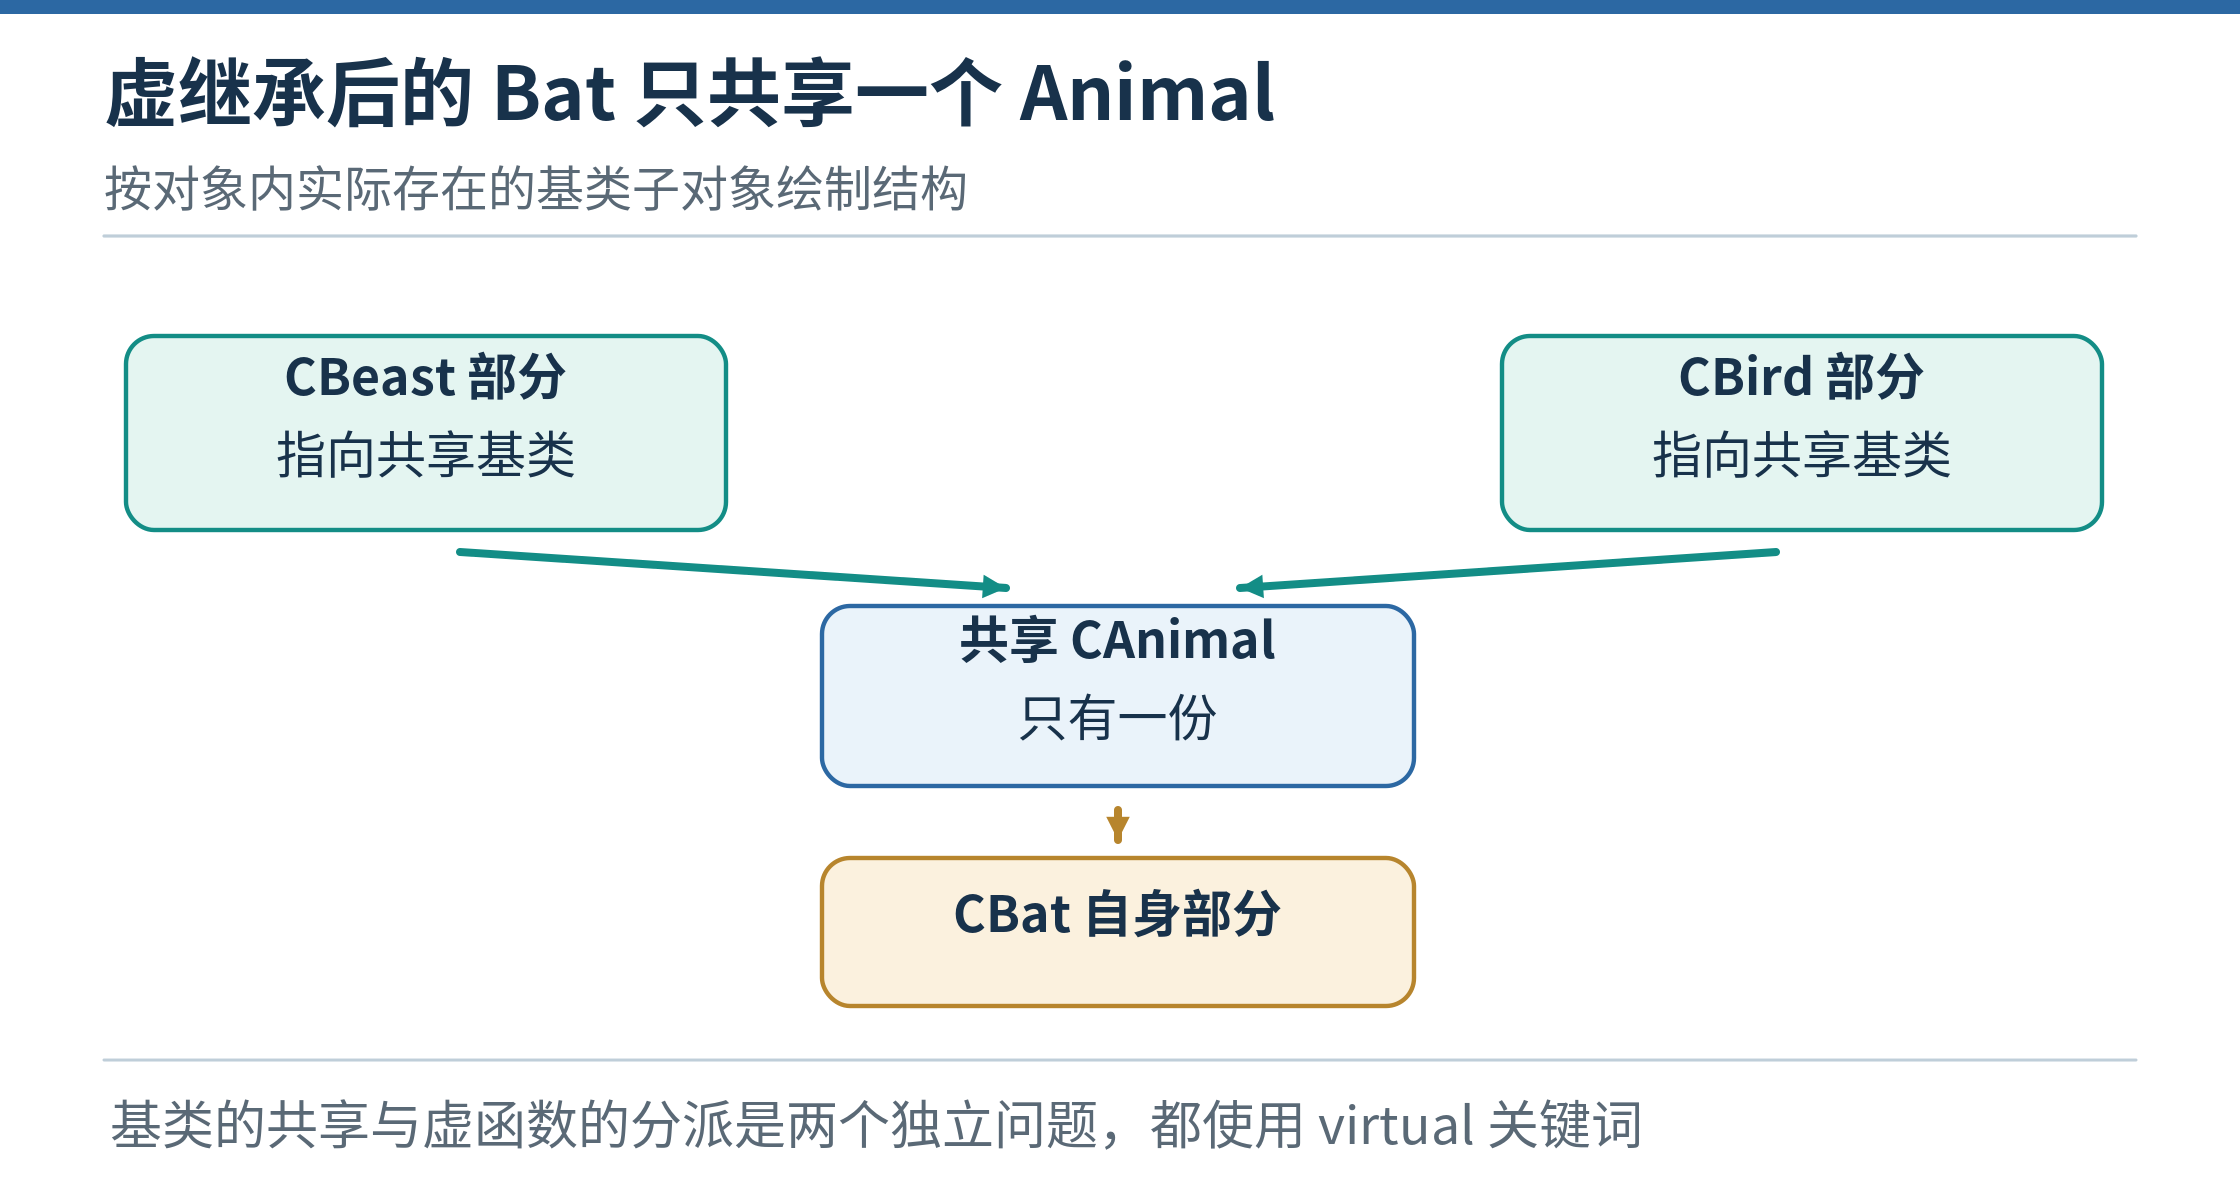 虚继承后的 Bat 只共享一个 Animal
按对象内实际存在的基类子对象绘制结构
CBeast 部分
指向共享基类
CBird 部分
指向共享基类
共享 CAnimal
只有一份
CBat 自身部分
基类的共享与虚函数的分派是两个独立问题，都使用 virtual 关键词